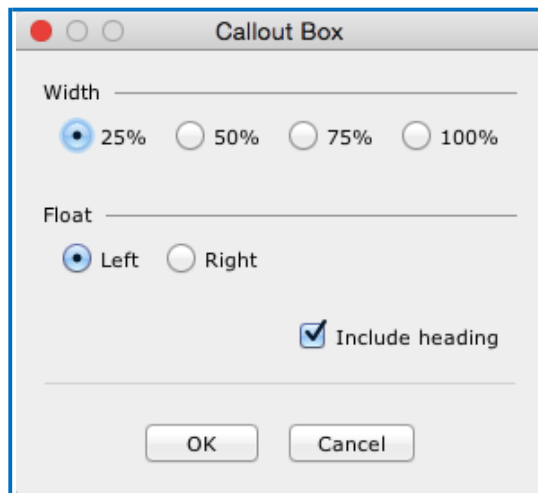 Callout Box
Width
25% 50% 75% 100%
Float
Left Right
Include heading
OK Cancel